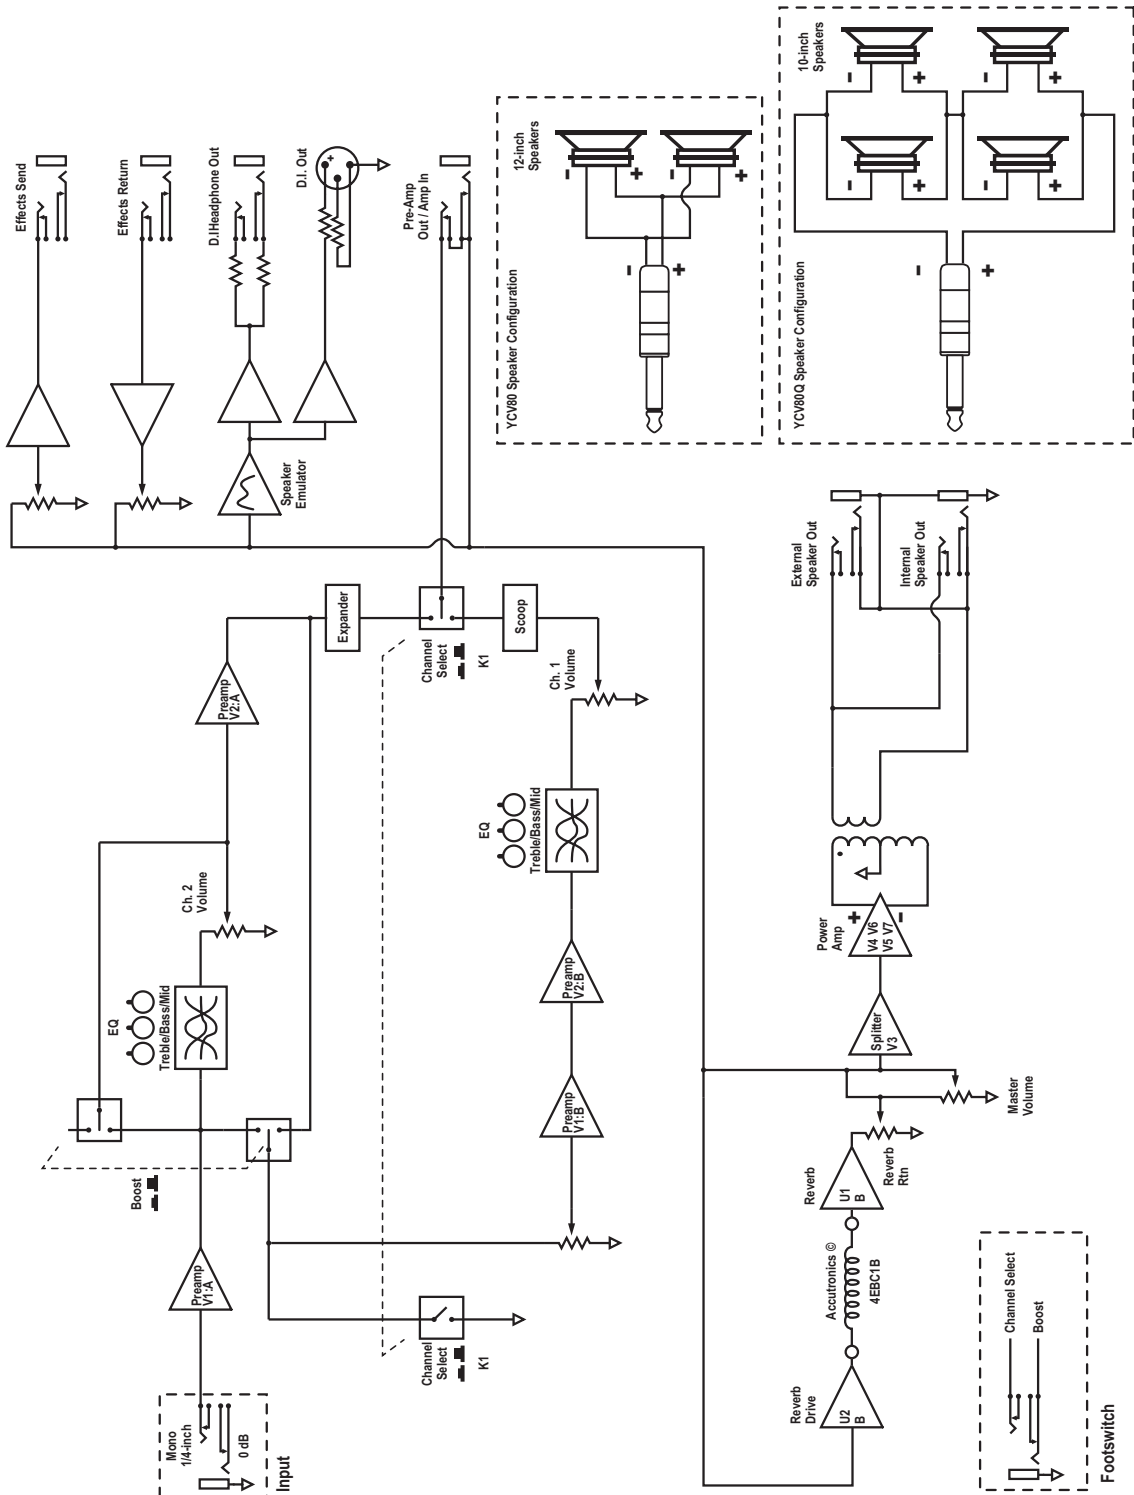 Effects Send
Effects Return
D.I/Headphone Out
D.I. Out
+
Pre-Amp
Out / Amp In
Speaker
Emulator
12-inch
Speakers
-
+
-
+
-
+
YCV80 Speaker Configuration
10-inch
Speakers
-
+
-
+
-
+
-
+
-
+
YCV80Q Speaker Configuration
Expander
Channel
Select
K1
Scoop
Ch. 1
Volume
Preamp
V2:A
Ch. 2
Volume
EQ
Treble/Bass/Mid
EQ
Treble/Bass/Mid
Boost
Preamp
V2:B
Preamp
V1:B
Preamp
V1:A
Channel
Select
K1
Mono
1/4-inch
0 dB
Input
External
Speaker Out
Internal
Speaker Out
Power
Amp
+
-
V4 V6
V5 V7
Splitter
V3
Master
Volume
Reverb
Rtn
Reverb
U1
B
Accutronics ©
4EBC1B
Reverb
Drive
U2
B
Channel Select
Boost
Footswitch